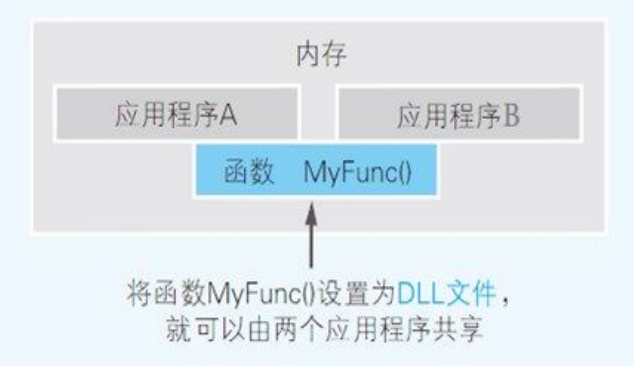 内存
应用程序A
应用程序B
函数 MyFunc()
将函数MyFunc()设置为DLL文件，
就可以由两个应用程序共享